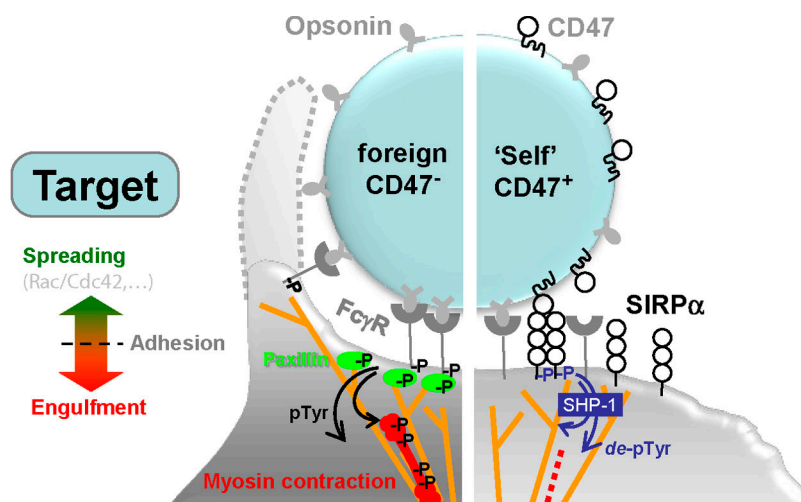 Opsonin
CD47
foreign
CD47-
'Self'
CD47+
Target
Spreading
(Rac/Cdc42,...)
Adhesion
Engulfment
-P
FcγR
SIRPα
Paxillin
-P
-P
-P
-P
-P
-P-P
pTyr
SHP-1
-P
-P
de-pTyr
-P
-P
Myosin contraction